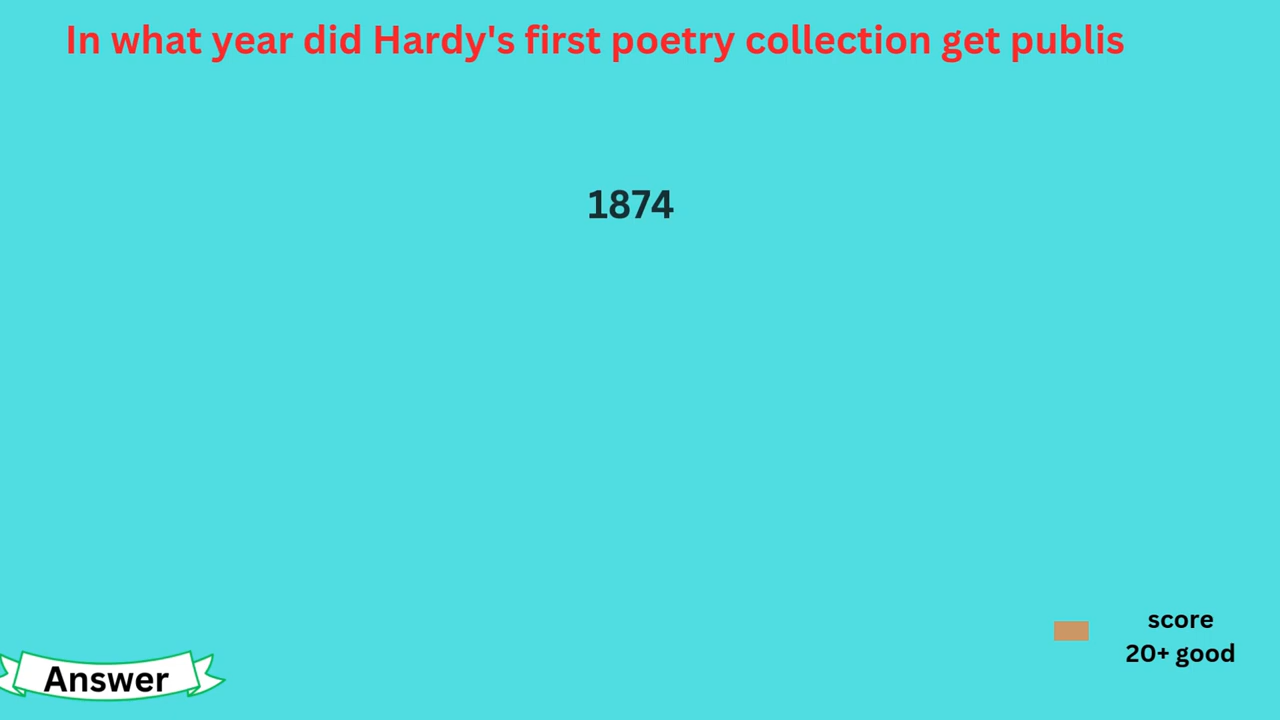 In what year did Hardy's first poetry collection get publis
1874
score
20+ good
Answer